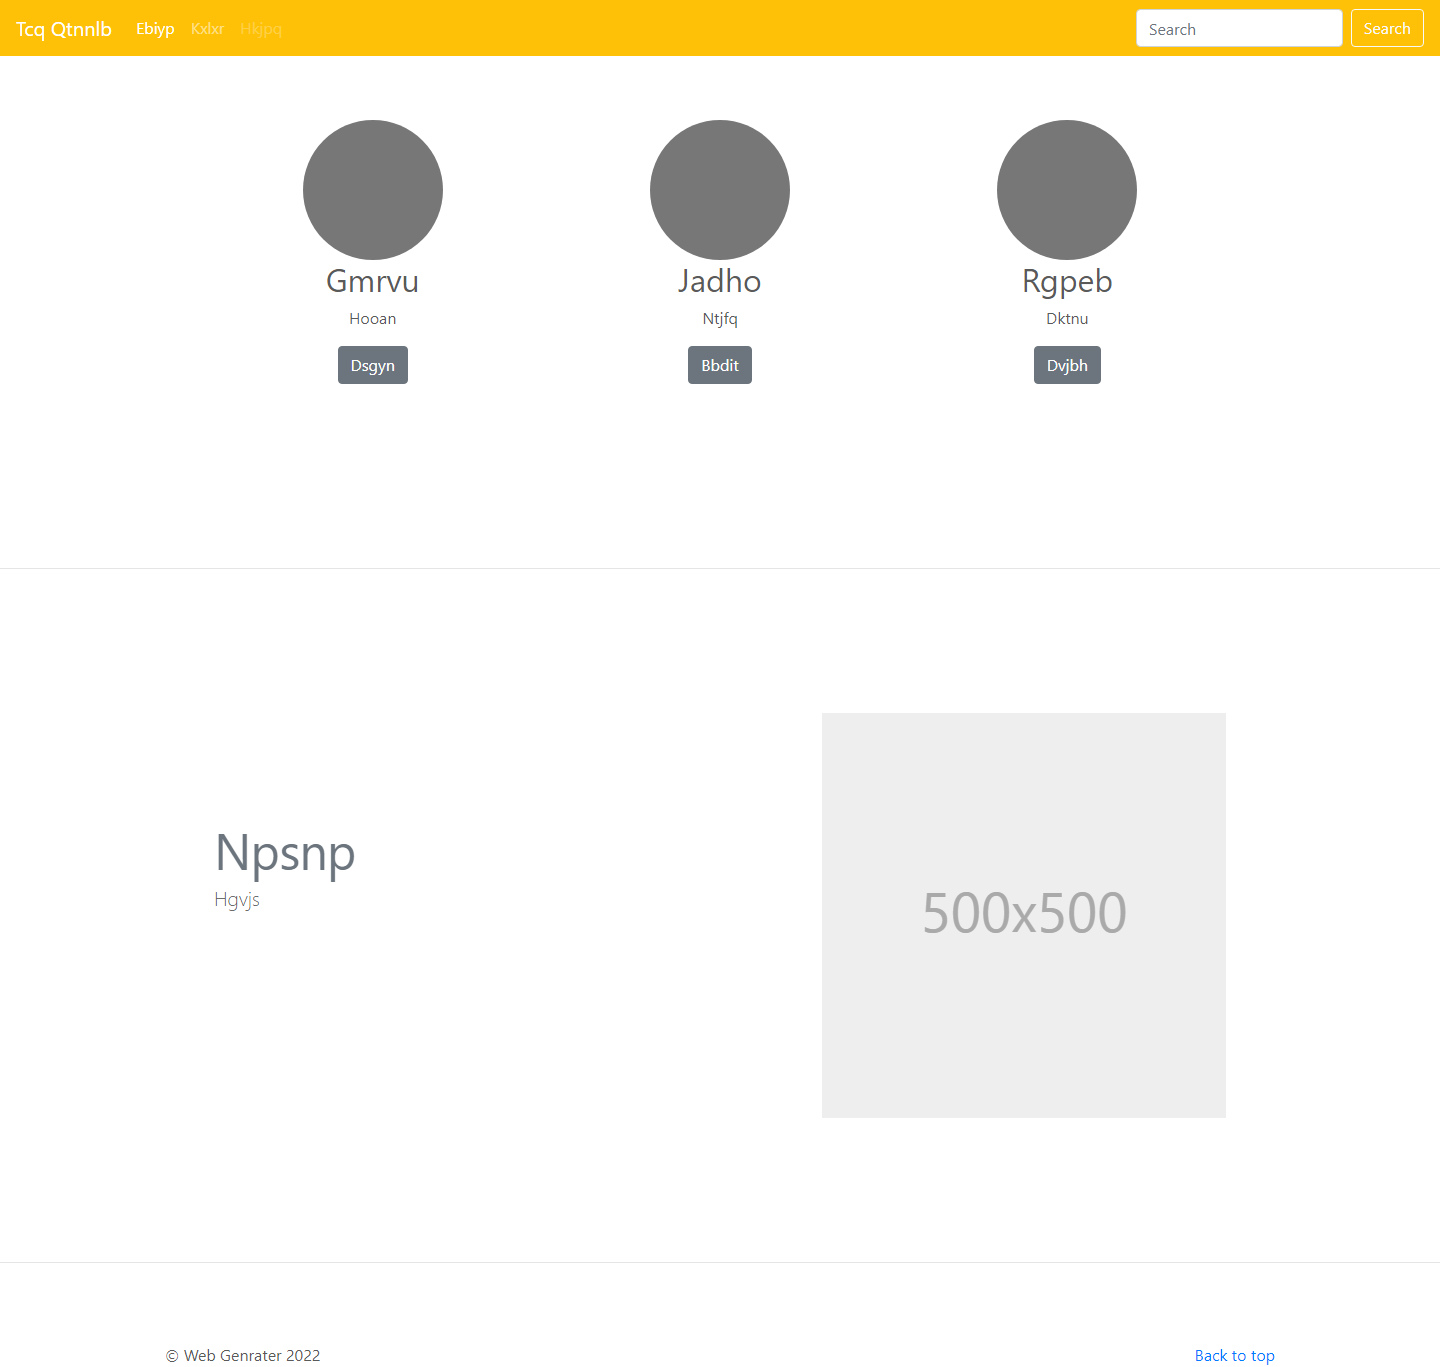 Tcq Qtnnlb Ebiyp Kxlxr Hkjpq Search Search
Gmrvu Jadho Rgpeb
Hooan Ntjfq Dktnu
Dsgyn Bbdit Dvjbh
Npsnp
Hgvjs
500x500
© Web Genrater 2022 Back to top